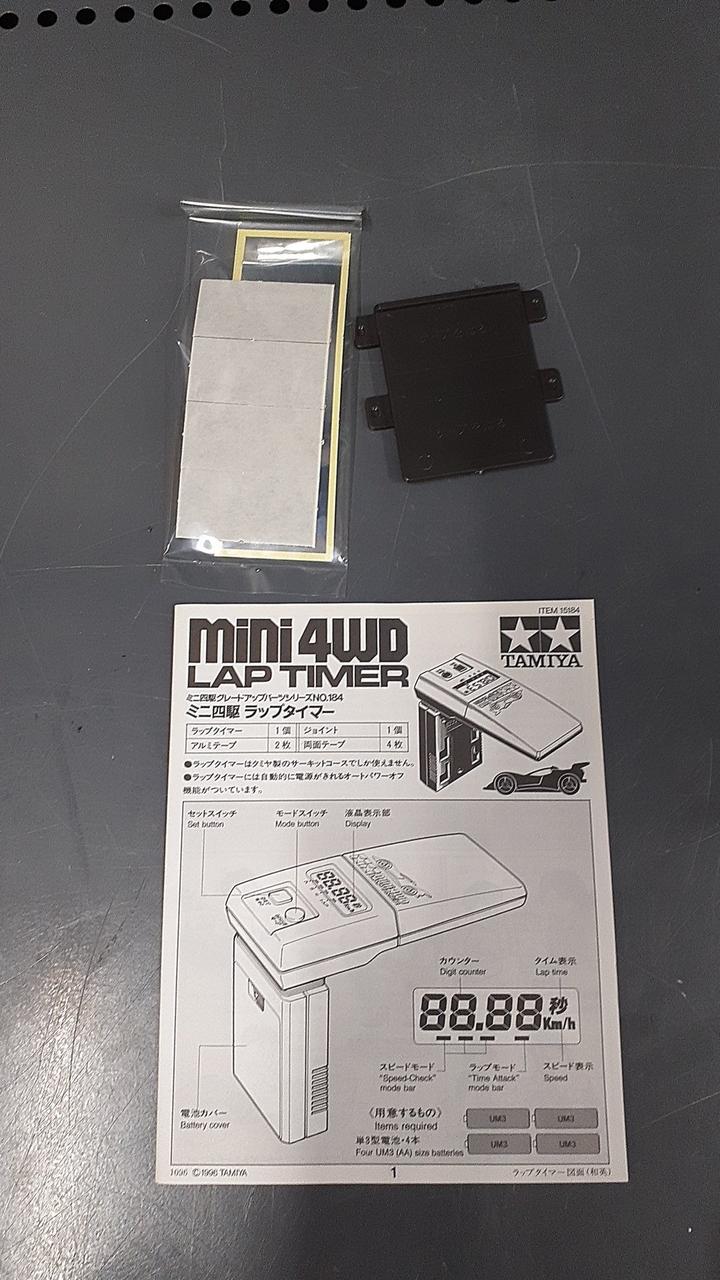 ITEM 15184
mini 4WD
LAP TIMER
TAMIYA
ミニ四駆グレードアップパーツシリーズNO.184
ミニ四駆 ラップタイマー
ラップタイマー 1個 ジョイント 1個
アルミテープ 2枚 両面テープ 4枚
●ラップタイマーはタミヤ製のサーキットコースでしか使えません。
●ラップタイマーには自動的に電源がきれるオートパワーオフ
機能がついています。
セットスイッチ
Set button
モードスイッチ
Mode button
液晶表示部
Display
カウンター
Digit counter
タイム表示
Lap time
88.88秒
Km/h
スピードモード
"Speed-Check"
mode bar
ラップモード
"Time Attack"
mode bar
スピード表示
Speed
電池カバー
Battery cover
《用意するもの》
Items required
単3型電池・4本
Four UM3 (AA) size batteries
UM3 UM3
UM3 UM3
1096 ©1996 TAMIYA
1
ラップタイマー図面(和英)